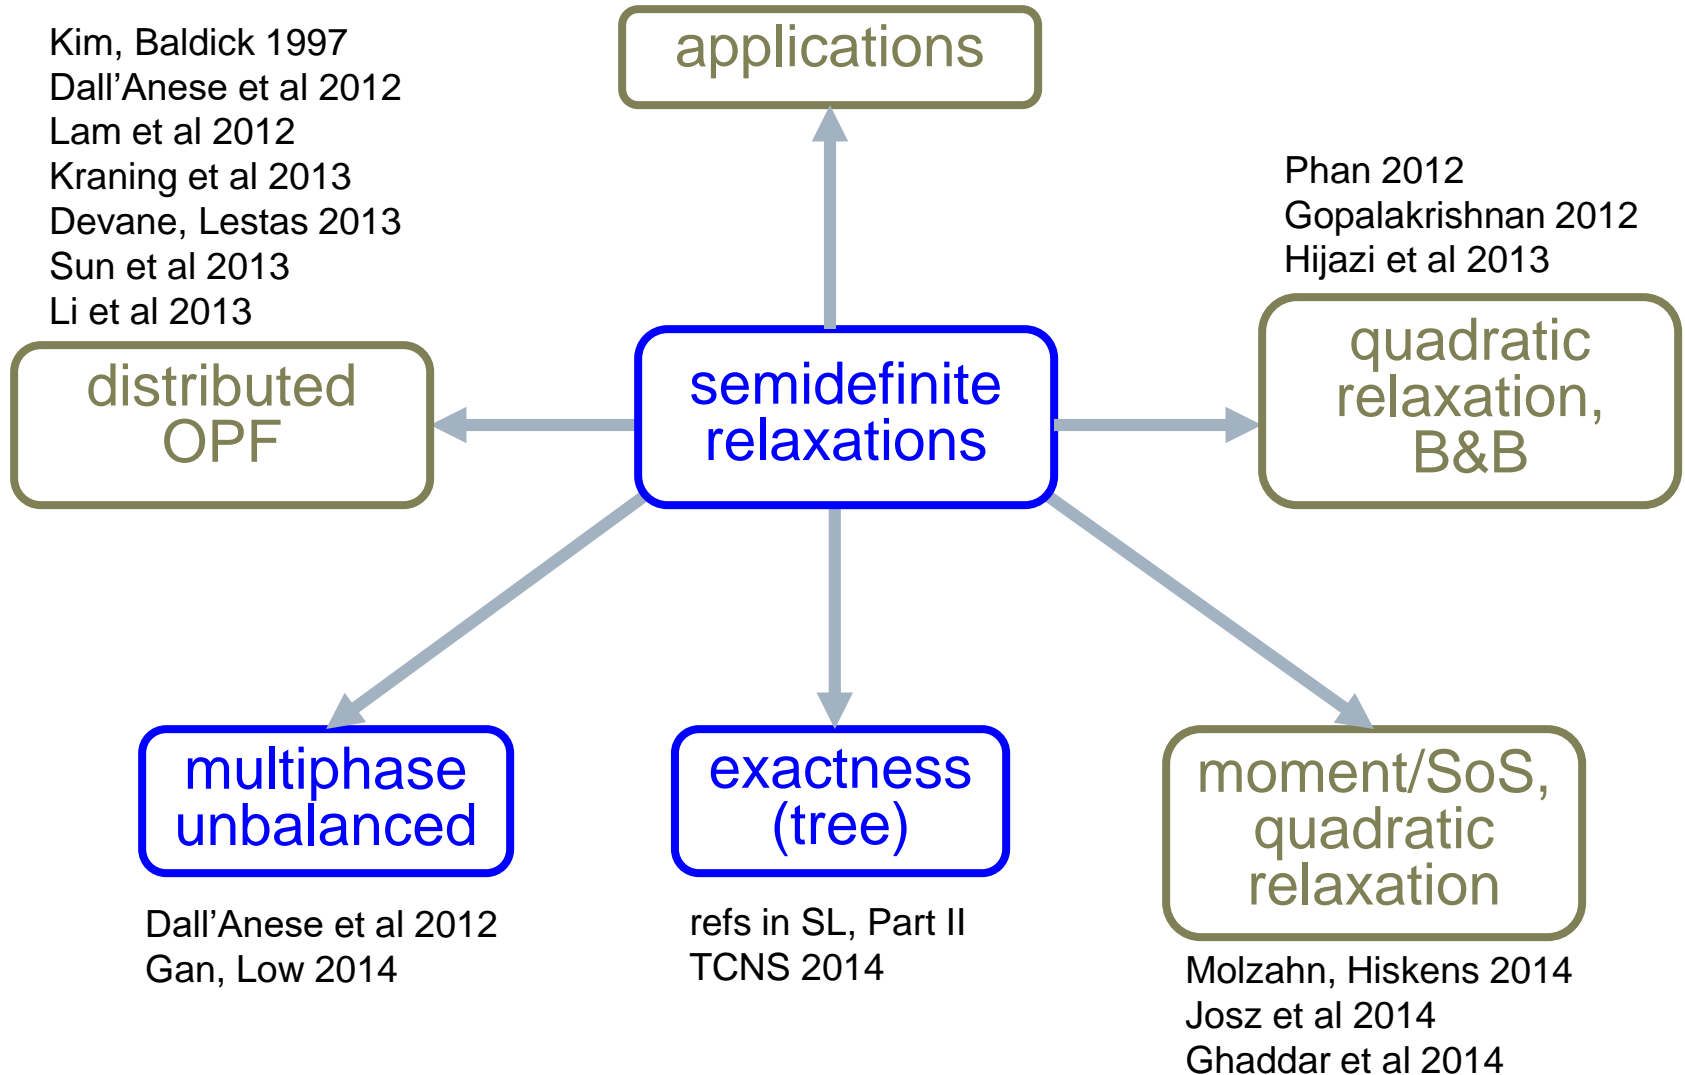 Kim, Baldick 1997
Dall’Anese et al 2012
Lam et al 2012
Kraning et al 2013
Devane, Lestas 2013
Sun et al 2013
Li et al 2013
distributed
OPF
applications
Phan 2012
Gopalakrishnan 2012
Hijazi et al 2013
quadratic
relaxation,
B&B
semidefinite
relaxations
multiphase
unbalanced
Dall’Anese et al 2012
Gan, Low 2014
exactness
(tree)
refs in SL, Part II
TCNS 2014
moment/SoS,
quadratic
relaxation
Molzahn, Hiskens 2014
Josz et al 2014
Ghaddar et al 2014